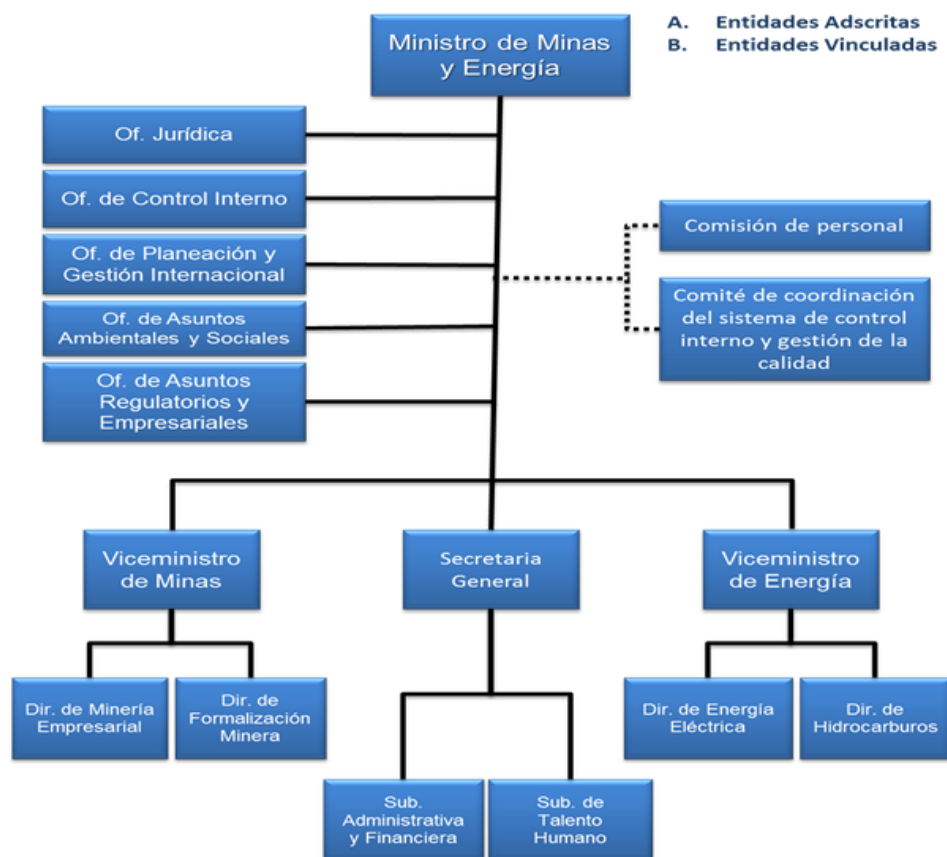 Ministro de Minas
y Energía
A. Entidades Adscritas
B. Entidades Vinculadas
Of. Jurídica
Of. de Control Interno
Of. de Planeación y
Gestión Internacional
Of. de Asuntos
Ambientales y Sociales
Of. de Asuntos
Regulatorios y
Empresariales
Comisión de personal
Comité de coordinación
del sistema de control
interno y gestión de la
calidad
Viceministro
de Minas
Secretaria
General
Viceministro
de Energía
Dir. de Minería
Empresarial
Dir. de
Formalización
Minera
Dir. de Energía
Eléctrica
Dir. de
Hidrocarburos
Sub.
Administrativa
y Financiera
Sub. de
Talento
Humano